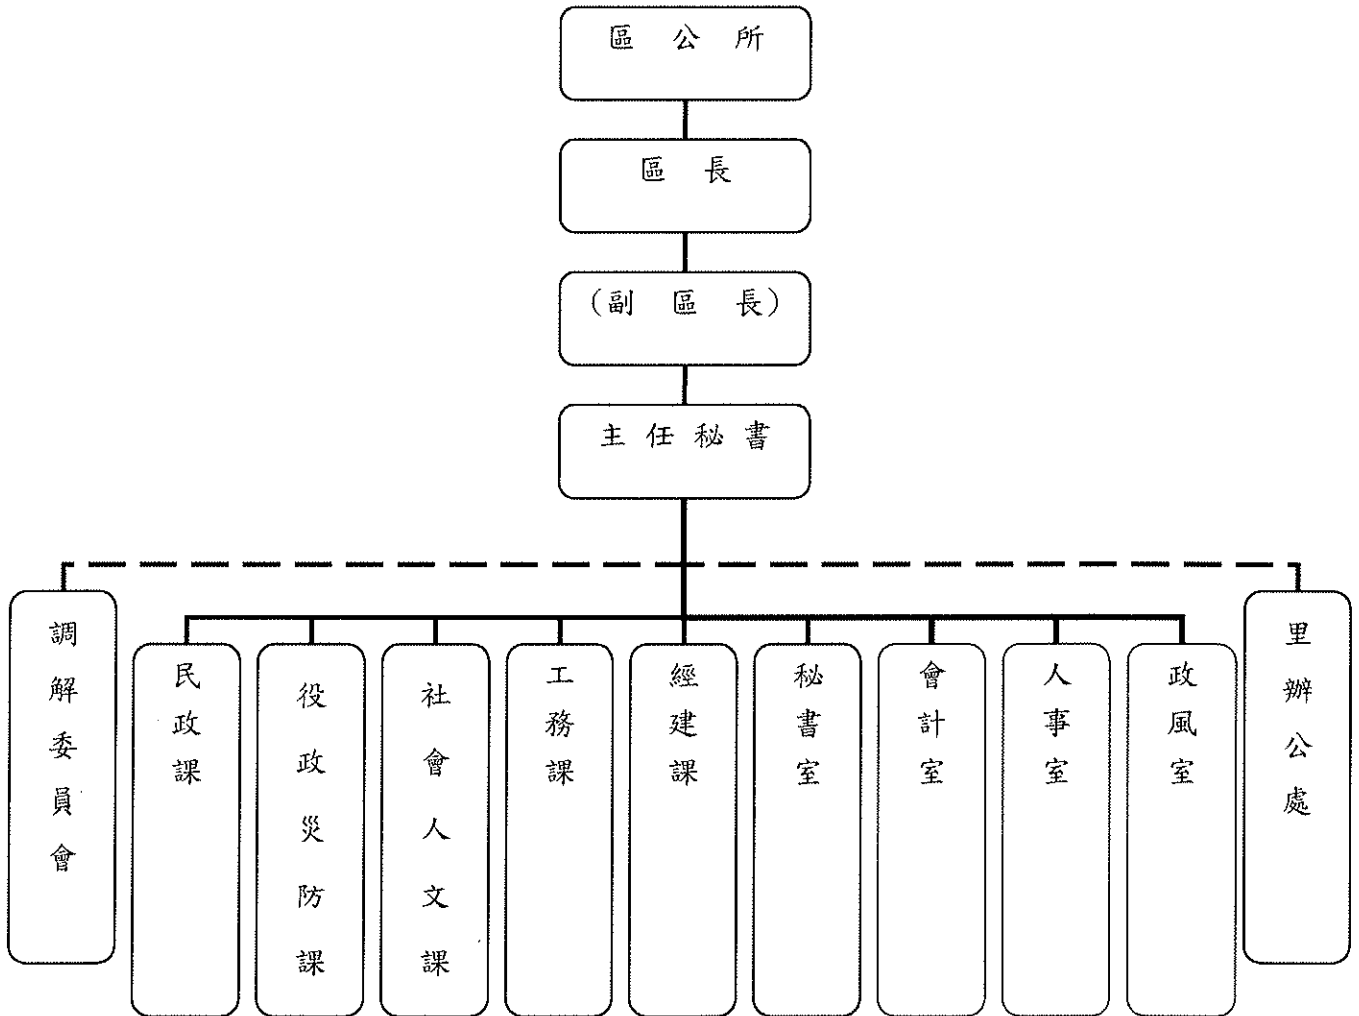 區公所
區長
(副區長)
主任秘書
調解委員會
民政課
役政災防課
社會人文課
工務課
經建課
秘書室
會計室
人事室
政風室
里辦公處